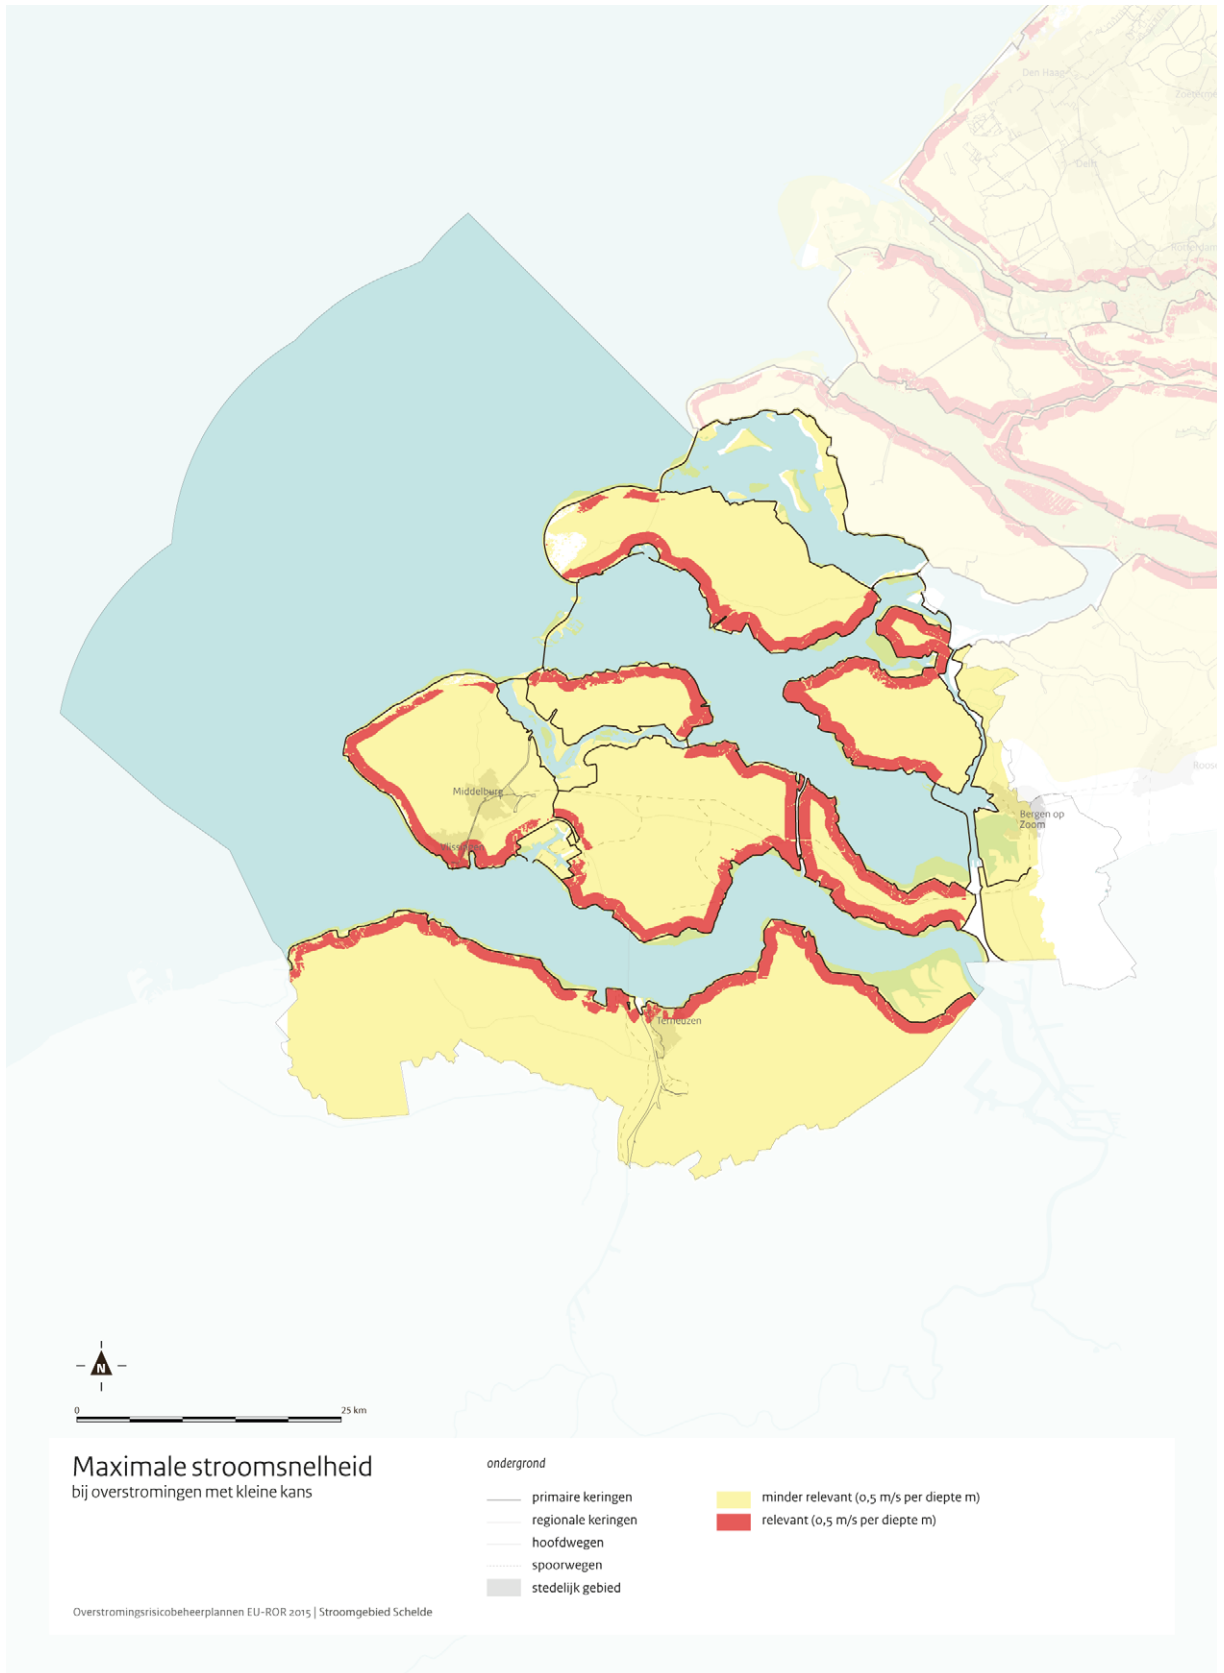 Den Haag
Delft
Rotterdam
Middelburg
Vlissingen
Bergen op
Zoom
Terneuzen
N
0
25 km
Maximale stroomsnelheid
bij overstromingen met kleine kans
ondergrond
primaire keringen
regionale keringen
hoofdwegen
spoorwegen
stedelijk gebied
minder relevant (0,5 m/s per diepte m)
relevant (0,5 m/s per diepte m)
Overstromingsrisicobeheerplannen EU-ROR 2015 | Stroomgebied Schelde